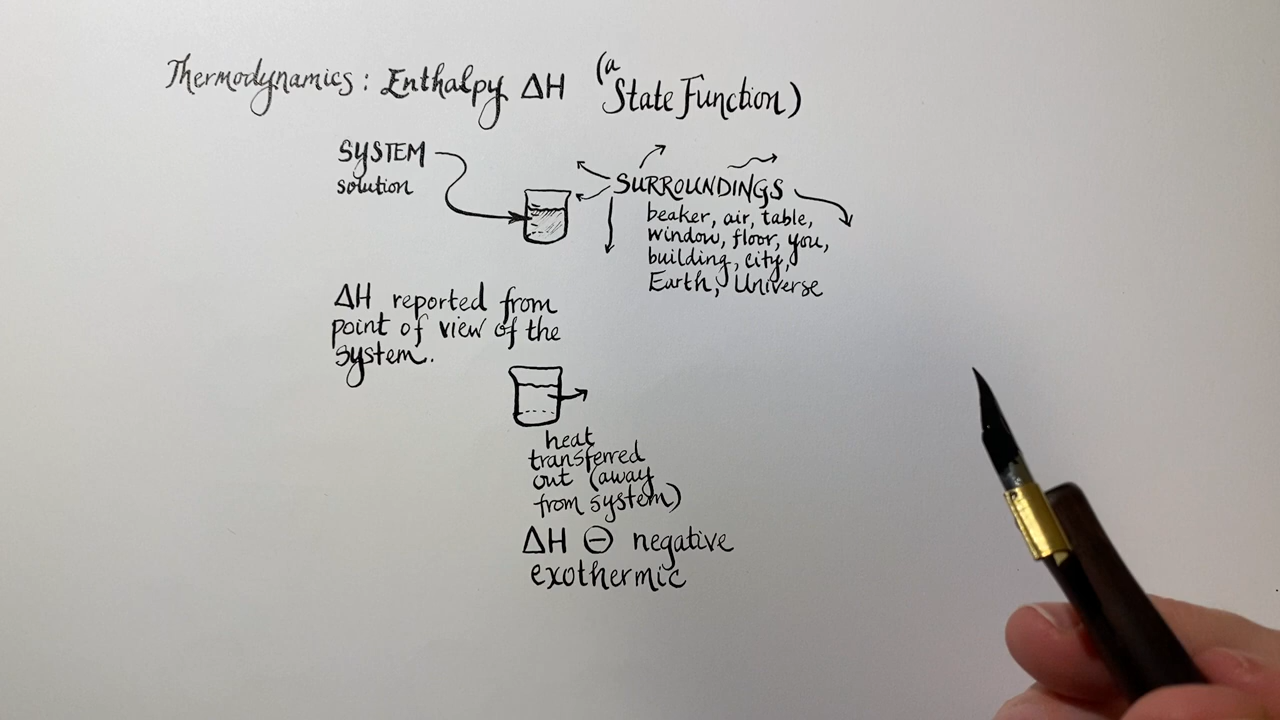 Thermodynamics: Enthalpy ΔH (a State Function)
SYSTEM
solution
SURROUNDINGS
beaker, air, table,
window, floor, you,
building, city,
Earth, Universe
ΔH reported from
point of view of the
system.
heat
transferred
out (away
from system)
ΔH ⊖ negative
exothermic